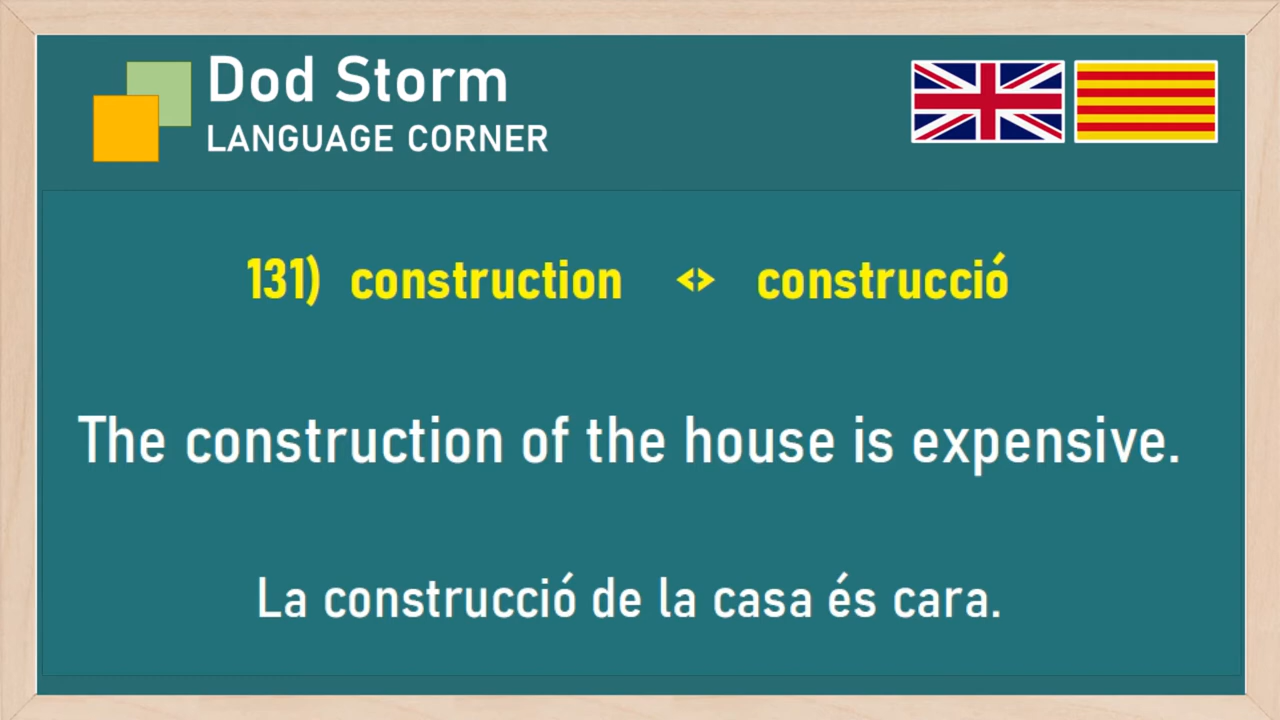 Dod Storm
LANGUAGE CORNER
131) construction <> construcció
The construction of the house is expensive.
La construcció de la casa és cara.